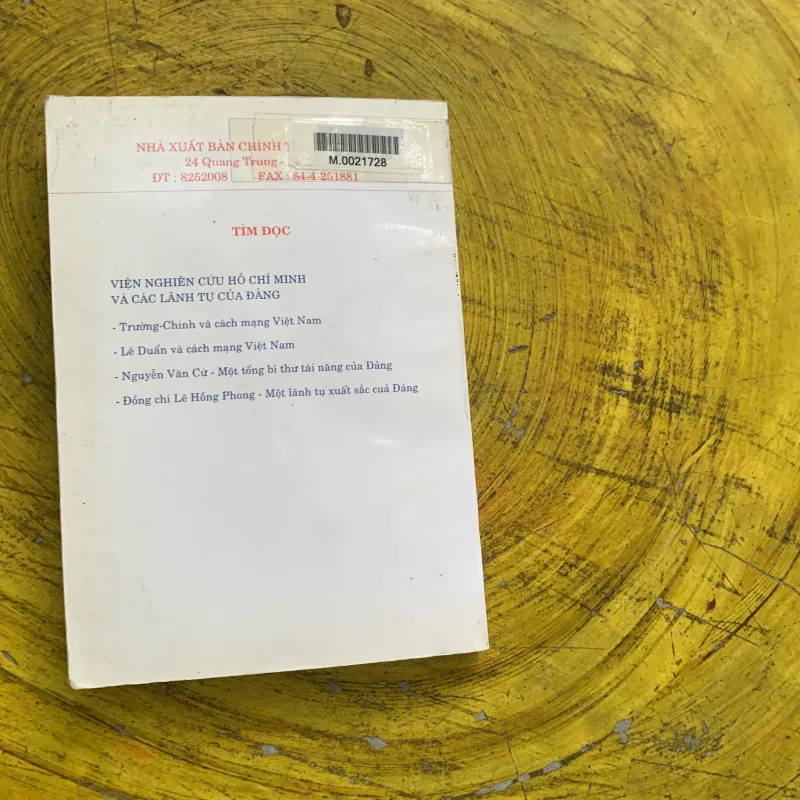 NHÀ XUẤT BẢN CHÍNH
M.0021728
24 Quang Trung -
ĐT : 8252008 FAX : 84-4-251881
TÌM ĐỌC
VIỆN NGHIÊN CỨU HỒ CHÍ MINH
VÀ CÁC LÃNH TỤ CỦA ĐẢNG
- Trường-Chinh và cách mạng Việt Nam
- Lê Duẩn và cách mạng Việt Nam
- Nguyễn Văn Cừ - Một tổng bí thư tài năng của Đảng
- Đồng chí Lê Hồng Phong - Một lãnh tụ xuất sắc cuả Đảng